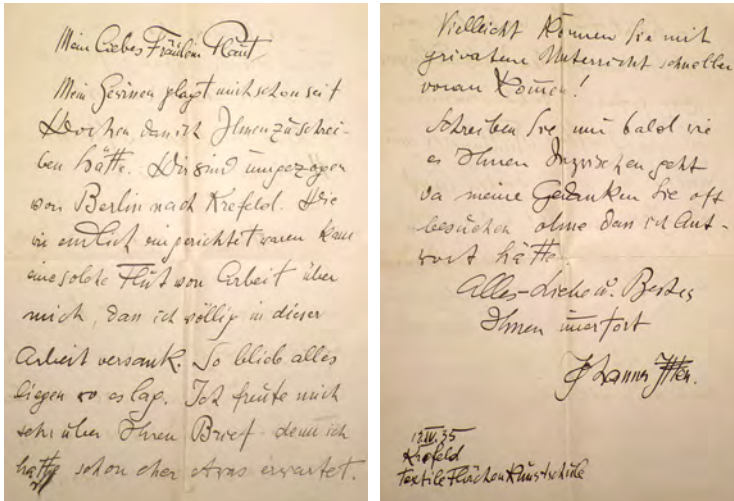 Mein Liebes Fräulein Plaut
Mein Gewissen plagt mich schon seit
Wochen, dass ich Ihnen zu schrei-
ben hätte. Wir sind umgezogen
von Berlin nach Krefeld. Wie
wir endlich eingerichtet waren kam
eine solche Flut von Arbeit über
mich, dass ich völlig in dieser
Arbeit versank. So blieb alles
liegen wo es lag. Ich freute mich
sehr über Ihren Brief - denn ich
hatte schon eher etwas erwartet.
Vielleicht können Sie mit
privatem Unterricht schneller
voran kommen!
Schreiben Sie mir bald wie
es Ihnen inzwischen geht
da meine Gedanken Sie oft
besuchen ohne dass ich Ant-
wort hätte.
Alles Liebe u. Bestes
Ihnen immerfort
Johannes Itten.
12.IV.35
Krefeld
Textile Flächenkunstschule